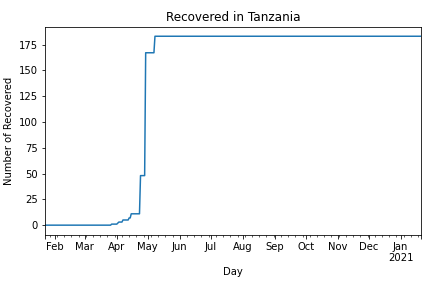 Recovered in Tanzania
Number of Recovered
175
150
125
100
75
50
25
0
Feb Mar Apr May Jun Jul Aug Sep Oct Nov Dec Jan
2021
Day